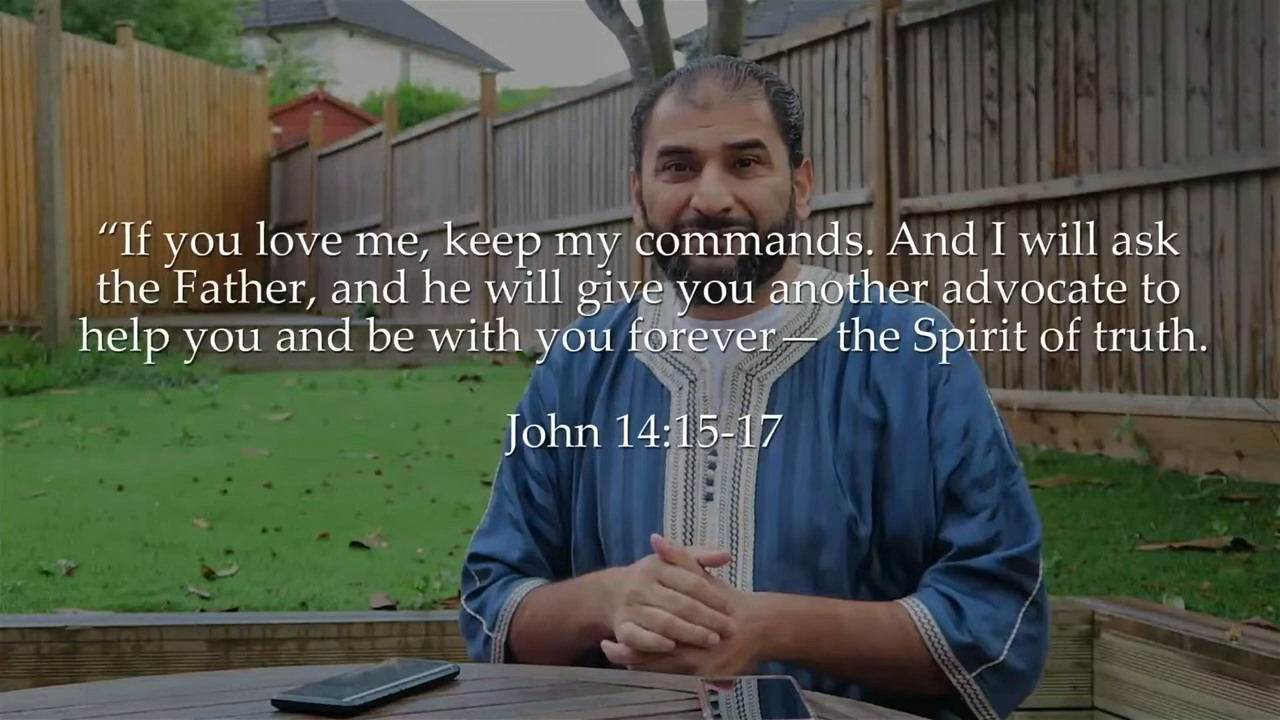 “If you love me, keep my commands. And I will ask
the Father, and he will give you another advocate to
help you and be with you forever— the Spirit of truth.
John 14:15-17